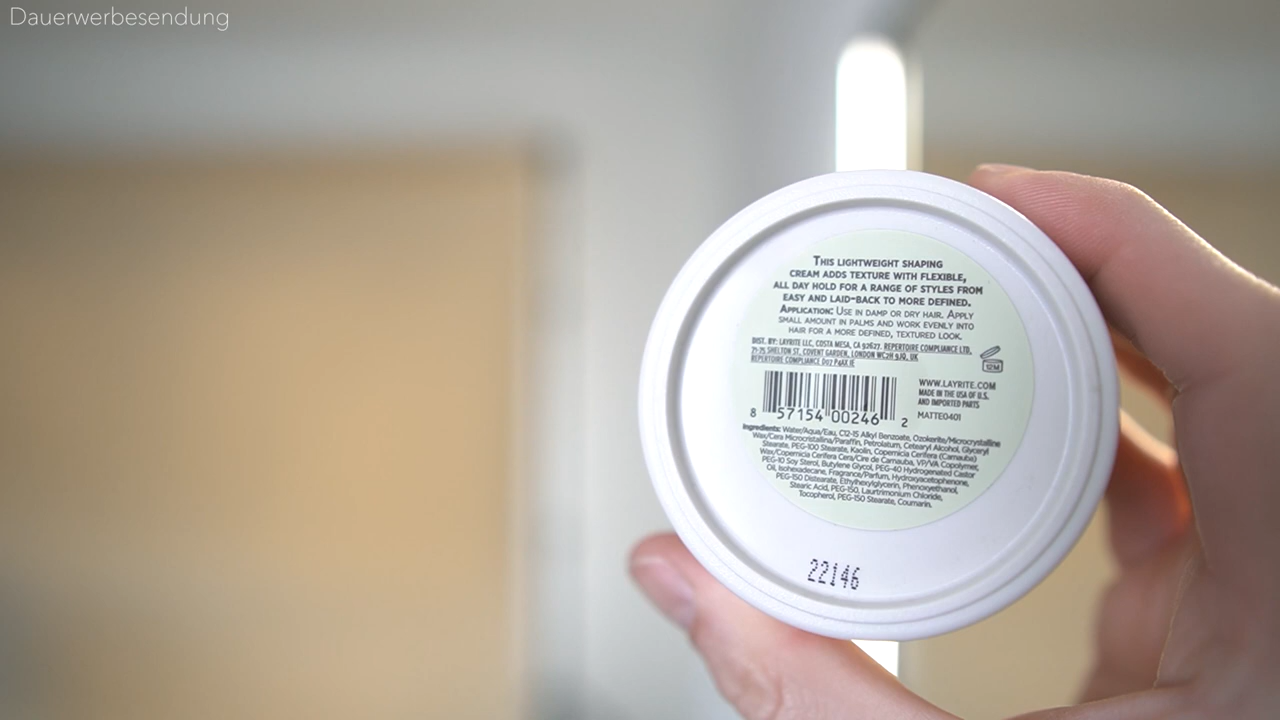 Dauerwerbesendung
THIS LIGHTWEIGHT SHAPING
CREAM ADDS TEXTURE WITH FLEXIBLE,
ALL DAY HOLD FOR A RANGE OF STYLES FROM
EASY AND LAID-BACK TO MORE DEFINED.
APPLICATION: USE IN DAMP OR DRY HAIR. APPLY
SMALL AMOUNT IN PALMS AND WORK EVENLY INTO
HAIR FOR A MORE DEFINED, TEXTURED LOOK.
DIST. BY: LAYRITE LLC, COSTA MESA, CA 92627. REPERTOIRE COMPLIANCE LTD,
71-75 SHELTON ST, COVENT GARDEN, LONDON WC2H 9JQ, UK
REPERTOIRE COMPLIANCE D07 P4AX IE
12M
WWW.LAYRITE.COM
MADE IN THE USA OF U.S.
AND IMPORTED PARTS
MATTE0401
8 57154 00246 2
Ingredients: Water/Aqua/Eau, C12-15 Alkyl Benzoate, Ozokerite/Microcrystalline
Wax/Cera Microcristallina/Paraffin, Petrolatum, Cetearyl Alcohol, Glyceryl
Stearate, PEG-100 Stearate, Kaolin, Copernicia Cerifera (Carnauba)
Wax/Copernicia Cerifera Cera/Cire de Carnauba, VP/VA Copolymer,
PEG-10 Soy Sterol, Butylene Glycol, PEG-40 Hydrogenated Castor
Oil, Isohexadecane, Fragrance/Parfum, Hydroxyacetophenone,
PEG-150 Distearate, Ethylhexylglycerin, Phenoxyethanol,
Stearic Acid, PEG-150, Laurtrimonium Chloride,
Tocopherol, PEG-150 Stearate, Coumarin.
22146